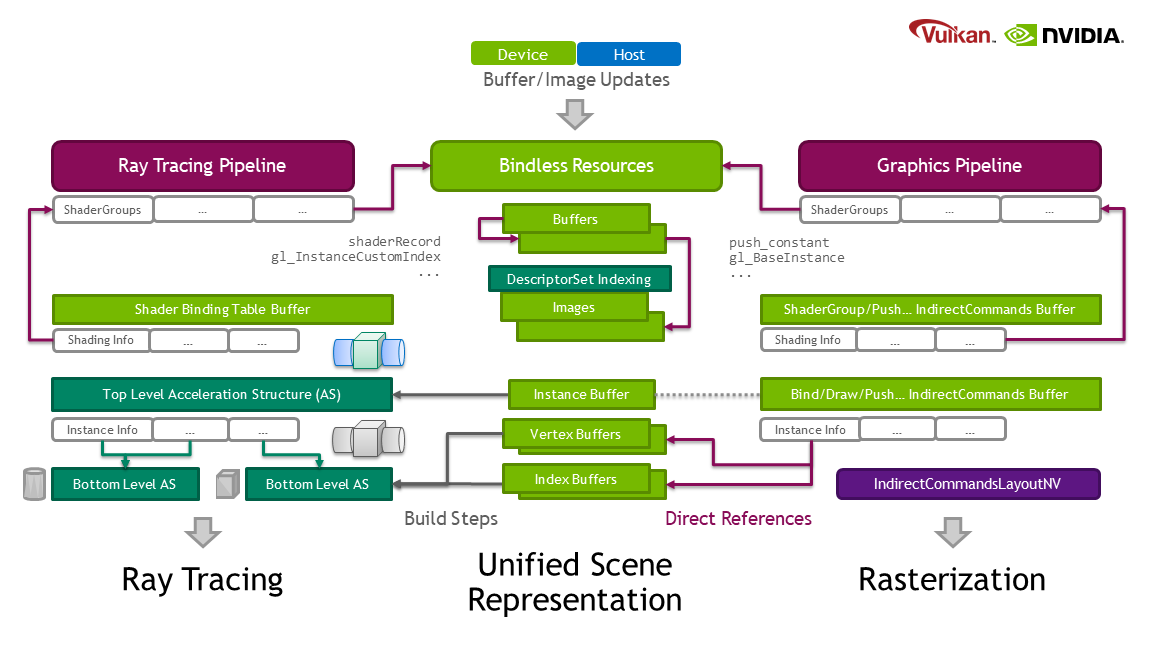 Vulkan™ NVIDIA.
Device Host
Buffer/Image Updates
Ray Tracing Pipeline
ShaderGroups ... ...
Bindless Resources
Graphics Pipeline
ShaderGroups ... ...
Buffers
shaderRecord
gl_InstanceCustomIndex
...
push_constant
gl_BaseInstance
...
DescriptorSet Indexing
Images
Shader Binding Table Buffer
Shading Info ... ...
ShaderGroup/Push... IndirectCommands Buffer
Shading Info ... ...
Top Level Acceleration Structure (AS)
Instance Info ... ...
Instance Buffer
Bind/Draw/Push... IndirectCommands Buffer
Instance Info ... ...
Vertex Buffers
Index Buffers
Bottom Level AS
Bottom Level AS
IndirectCommandsLayoutNV
Build Steps
Direct References
Ray Tracing
Unified Scene
Representation
Rasterization